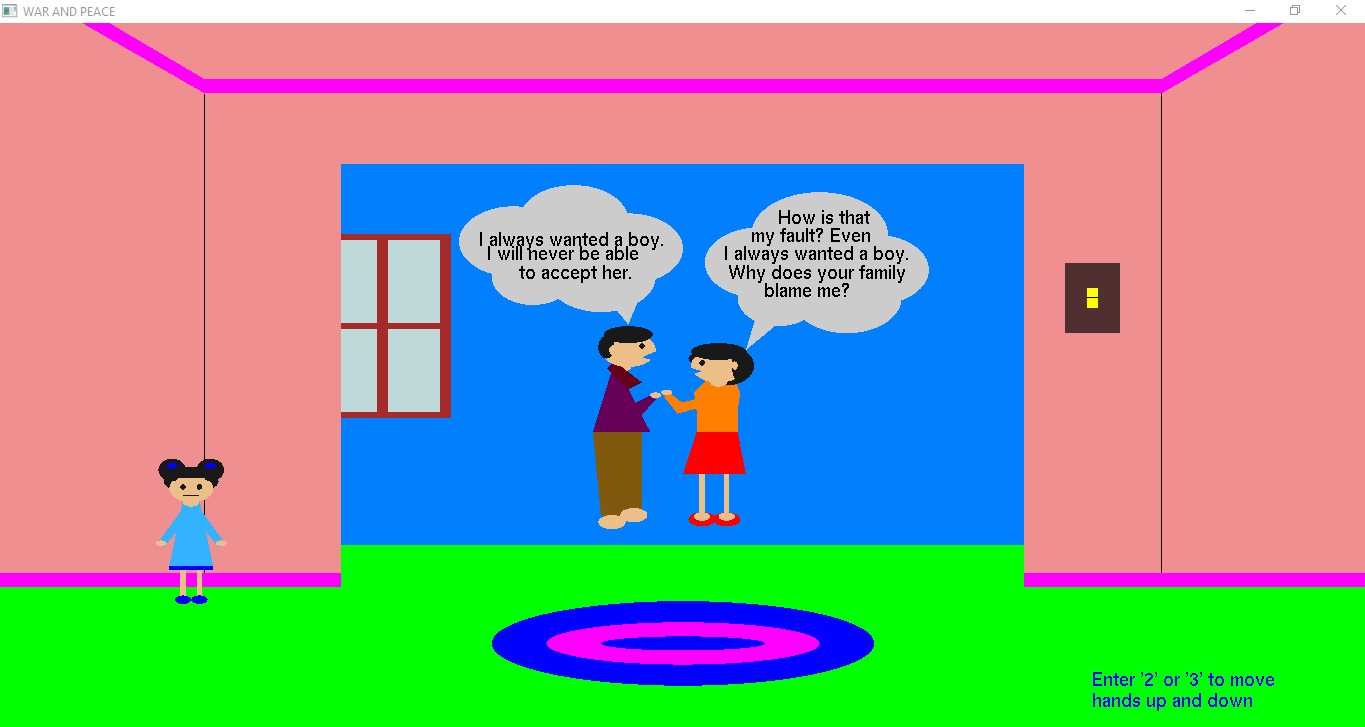 WAR AND PEACE
I always wanted a boy.
I will never be able
to accept her.
How is that
my fault? Even
I always wanted a boy.
Why does your family
blame me?
Enter '2' or '3' to move
hands up and down